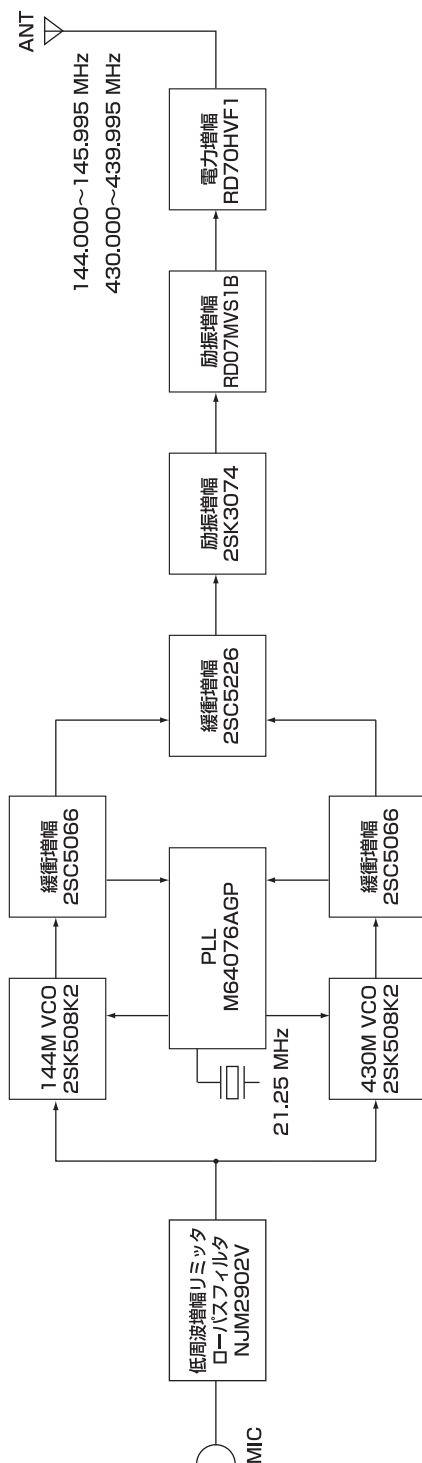 MIC
低周波増幅リミッタ
ローパスフィルタ
NJM2902V
144M VCO
2SK508K2
緩衝増幅
2SC5066
PLL
M64076AGP
21.25 MHz
430M VCO
2SK508K2
緩衝増幅
2SC5066
緩衝増幅
2SC5226
励振増幅
2SK3074
励振増幅
RD07MVS1B
電力増幅
RD70HVF1
ANT
144.000～145.995 MHz
430.000～439.995 MHz